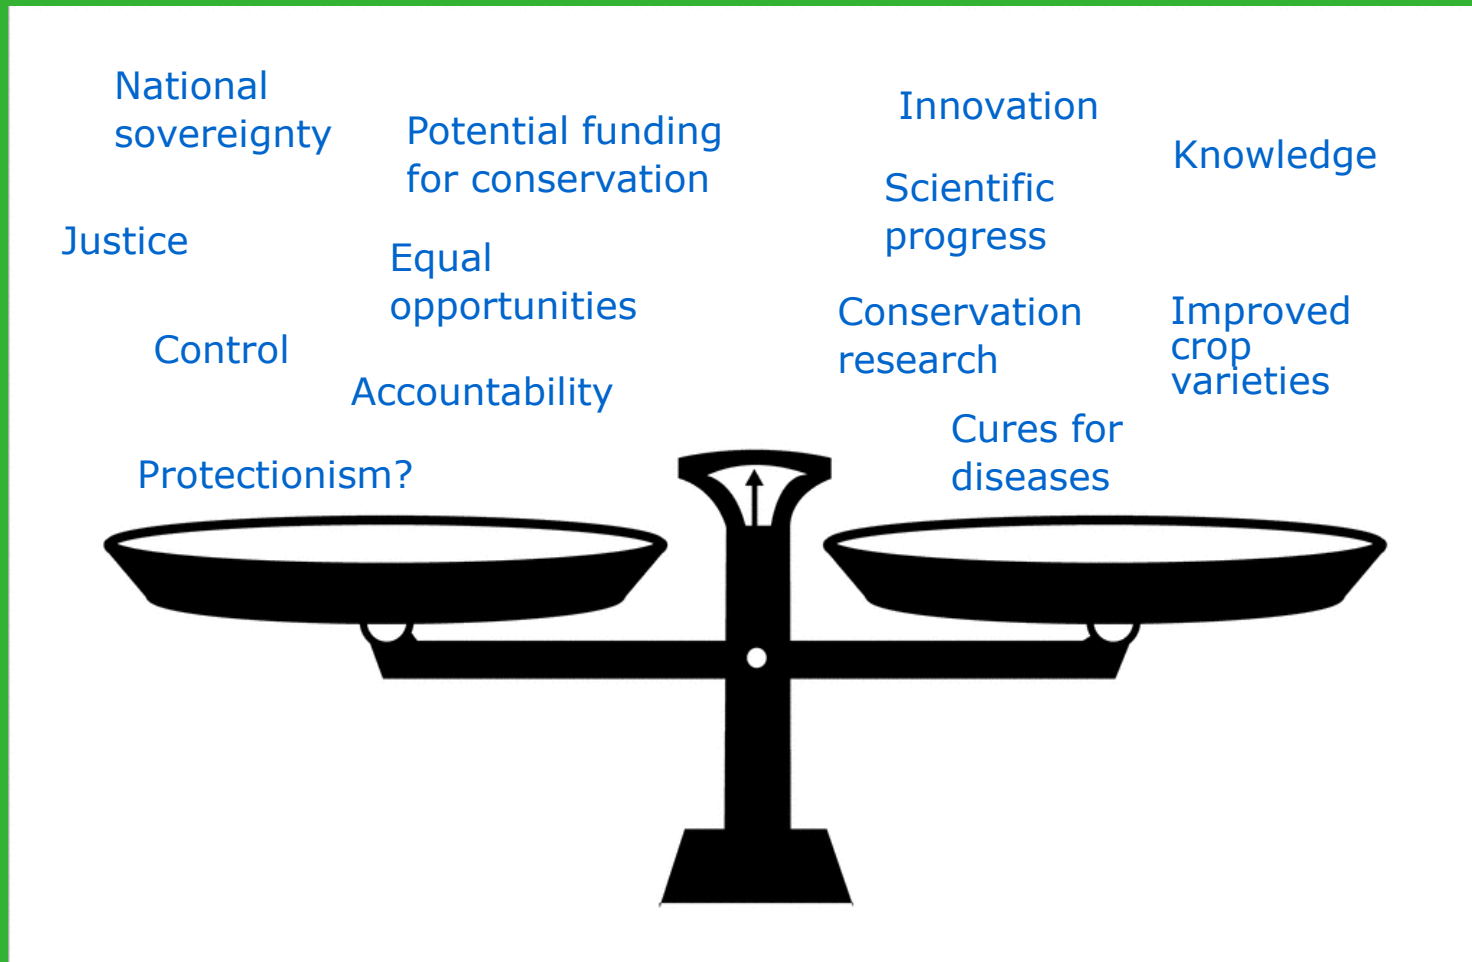 National
sovereignty
Potential funding
for conservation
Justice
Equal
opportunities
Control
Accountability
Protectionism?
Innovation
Knowledge
Scientific
progress
Conservation
research
Improved
crop
varieties
Cures for
diseases